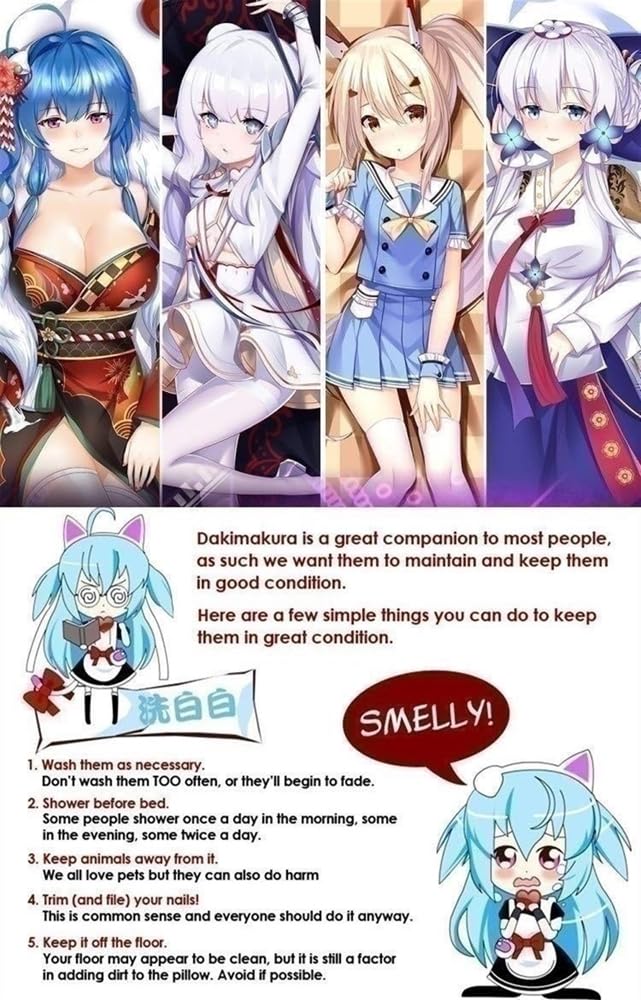 Dakimakura is a great companion to most people,
as such we want them to maintain and keep them
in good condition.
Here are a few simple things you can do to keep
them in great condition.
洗白白
SMELLY!
1. Wash them as necessary.
Don't wash them TOO often, or they'll begin to fade.
2. Shower before bed.
Some people shower once a day in the morning, some
in the evening, some twice a day.
3. Keep animals away from it.
We all love pets but they can also do harm
4. Trim (and file) your nails!
This is common sense and everyone should do it anyway.
5. Keep it off the floor.
Your floor may appear to be clean, but it is still a factor
in adding dirt to the pillow. Avoid if possible.